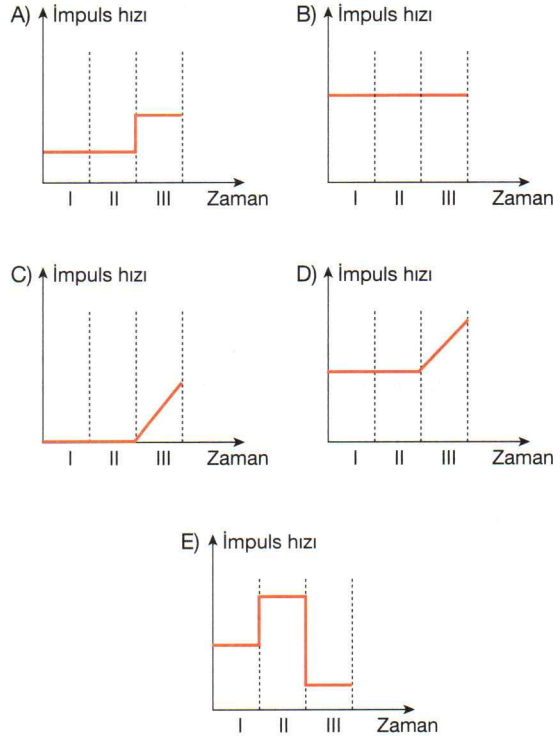 A) İmpuls hızı
I II III Zaman
B) İmpuls hızı
I II III Zaman
C) İmpuls hızı
I II III Zaman
D) İmpuls hızı
I II III Zaman
E) İmpuls hızı
I II III Zaman